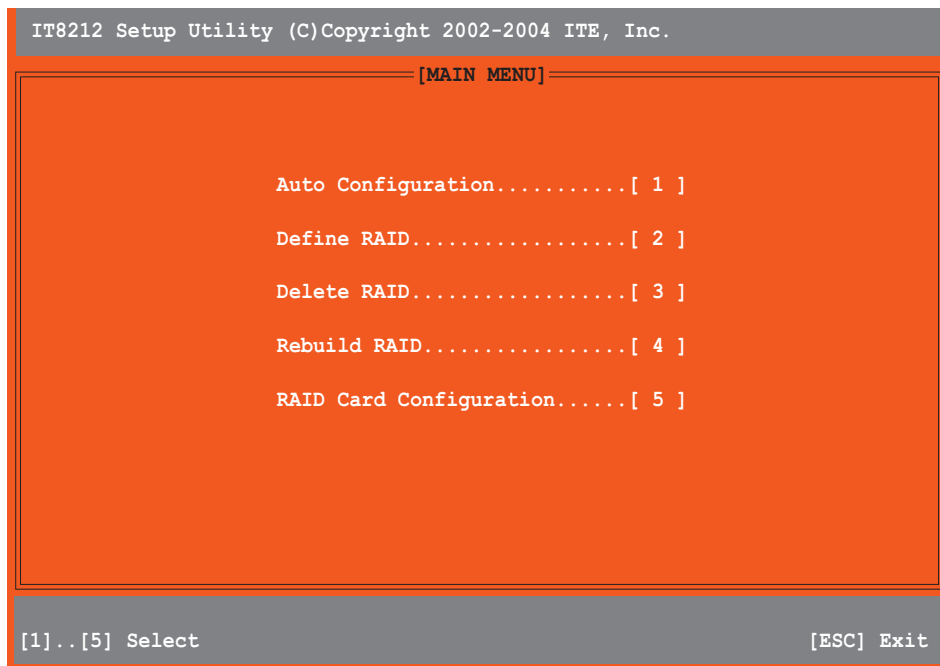 IT8212 Setup Utility (C)Copyright 2002-2004 ITE, Inc.
[MAIN MENU]
Auto Configuration...........[ 1 ]
Define RAID..................[ 2 ]
Delete RAID..................[ 3 ]
Rebuild RAID.................[ 4 ]
RAID Card Configuration......[ 5 ]
[1]..[5] Select [ESC] Exit